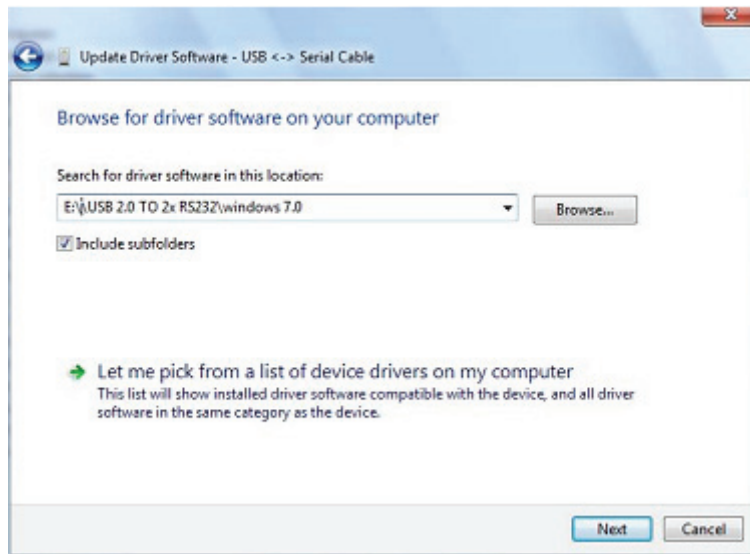 Update Driver Software - USB <-> Serial Cable
Browse for driver software on your computer
Search for driver software in this location:
USB 2.0 TO 2x RS232\windows 7.0
Browse...
Include subfolders
Let me pick from a list of device drivers on my computer
This list will show installed driver software compatible with the device, and all driver
software in the same category as the device.
Next
Cancel